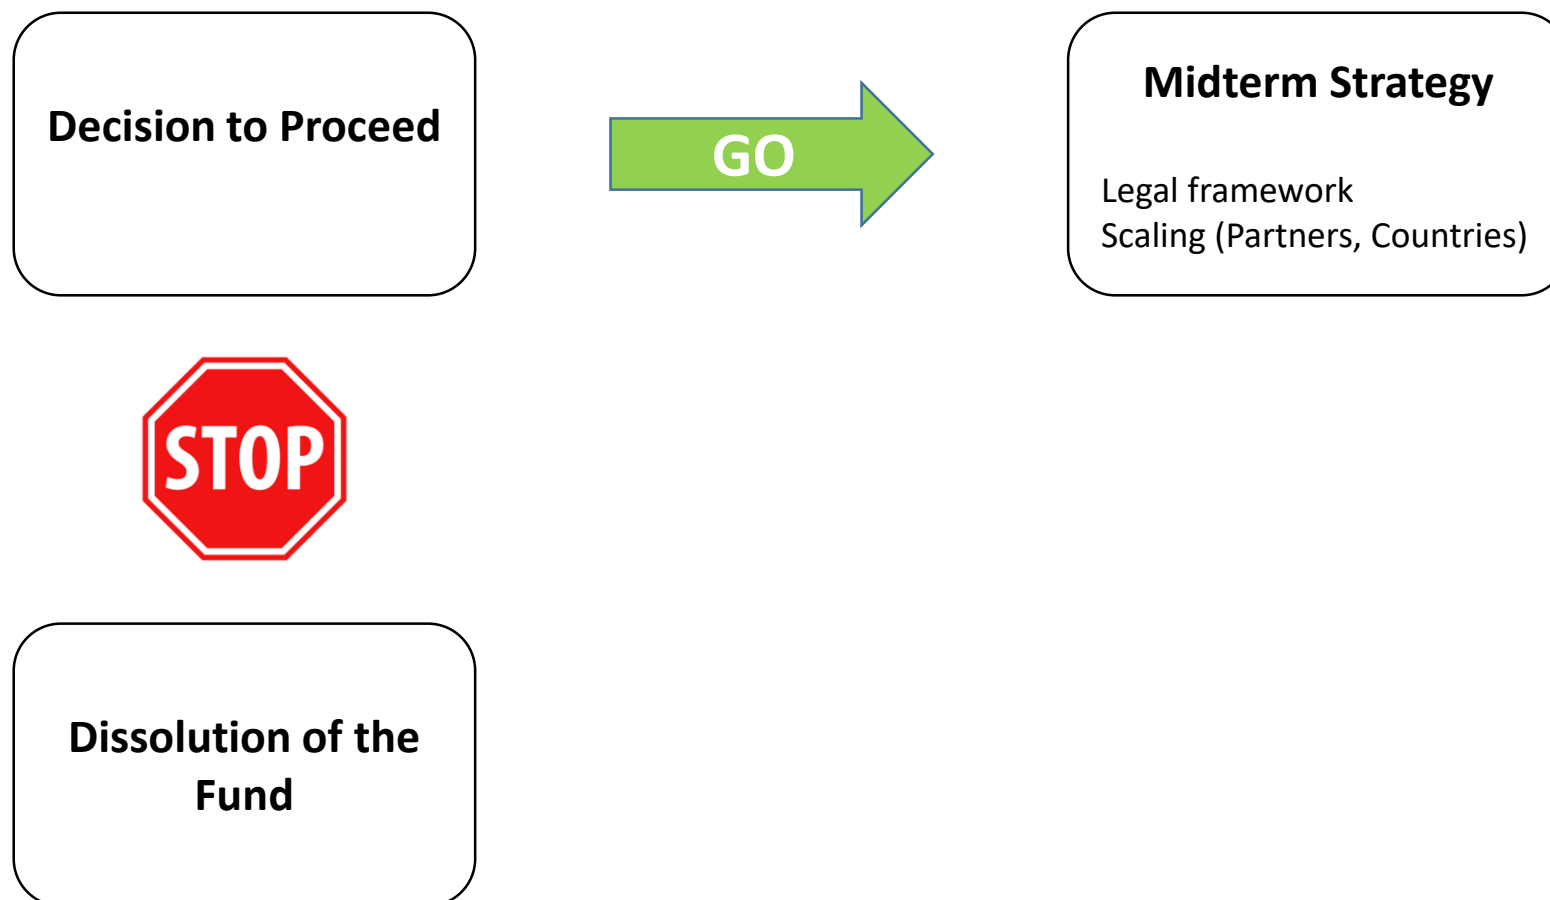 Decision to Proceed
GO
Midterm Strategy
Legal framework
Scaling (Partners, Countries)
STOP
Dissolution of the
Fund